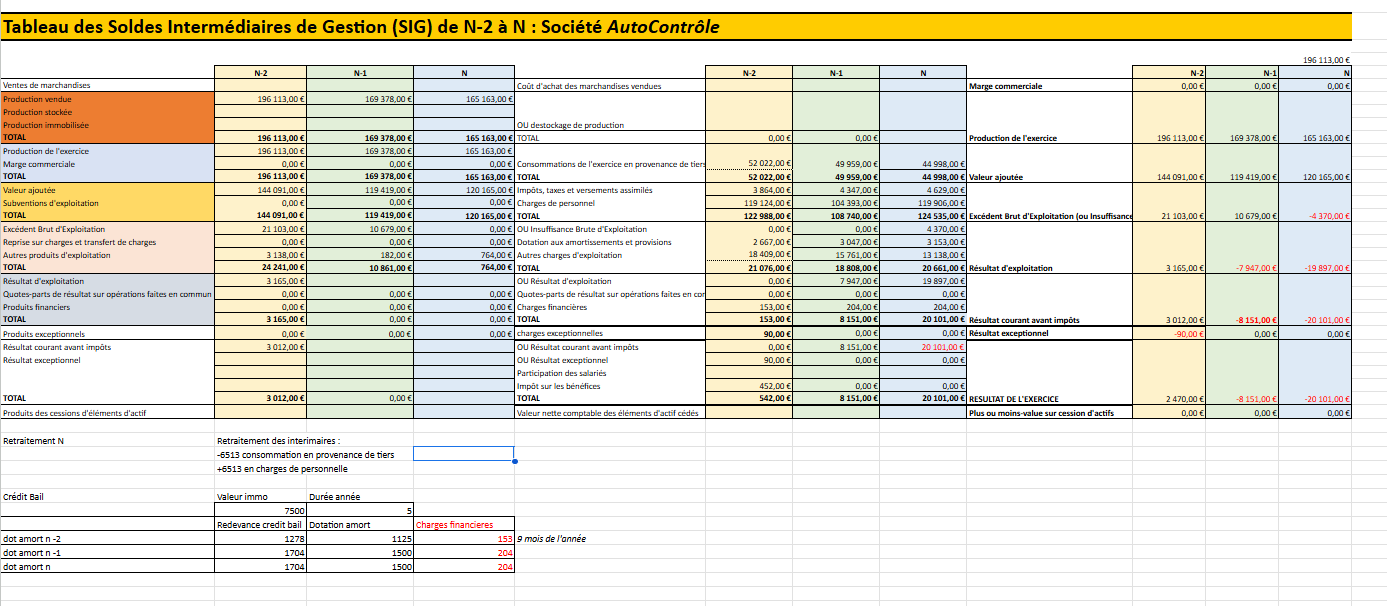 Tableau des Soldes Intermédiaires de Gestion (SIG) de N-2 à N : Société AutoContrôle
196 113,00 €
N-2 N-1 N N-2 N-1 N N-2 N-1 N
Ventes de marchandises Coût d'achat des marchandises vendues Marge commerciale 0,00 € 0,00 € 0,00 €
Production vendue 196 113,00 € 169 378,00 € 165 163,00 €
Production stockée
Production immobilisée OU destockage de production
TOTAL 196 113,00 € 169 378,00 € 165 163,00 € TOTAL 0,00 € 0,00 € Production de l'exercice 196 113,00 € 169 378,00 € 165 163,00 €
Production de l'exercice 196 113,00 € 169 378,00 € 165 163,00 €
Marge commerciale 0,00 € 0,00 € 0,00 € Consommations de l'exercice en provenance de tiers 52 022,00 € 49 959,00 € 44 998,00 €
TOTAL 196 113,00 € 169 378,00 € 165 163,00 € TOTAL 52 022,00 € 49 959,00 € 44 998,00 € Valeur ajoutée 144 091,00 € 119 419,00 € 120 165,00 €
Valeur ajoutée 144 091,00 € 119 419,00 € 120 165,00 € Impôts, taxes et versements assimilés 3 864,00 € 4 347,00 € 4 629,00 €
Subventions d'exploitation 0,00 € 0,00 € 0,00 € Charges de personnel 119 124,00 € 104 393,00 € 119 906,00 €
TOTAL 144 091,00 € 119 419,00 € 120 165,00 € TOTAL 122 988,00 € 108 740,00 € 124 535,00 € Excédent Brut d'Exploitation (ou Insuffisance 21 103,00 € 10 679,00 € -4 370,00 €
Excédent Brut d'Exploitation 21 103,00 € 10 679,00 € 0,00 € OU Insuffisance Brute d'Exploitation 0,00 € 0,00 € 4 370,00 €
Reprise sur charges et transfert de charges 0,00 € 0,00 € 0,00 € Dotation aux amortissements et provisions 2 667,00 € 3 047,00 € 3 153,00 €
Autres produits d'exploitation 3 138,00 € 182,00 € 764,00 € Autres charges d'exploitation 18 409,00 € 15 761,00 € 13 138,00 €
TOTAL 24 241,00 € 10 861,00 € 764,00 € TOTAL 21 076,00 € 18 808,00 € 20 661,00 € Résultat d'exploitation 3 165,00 € -7 947,00 € -19 897,00 €
Résultat d'exploitation 3 165,00 € OU Résultat d'exploitation 0,00 € 7 947,00 € 19 897,00 €
Quotes-parts de résultat sur opérations faites en commun 0,00 € 0,00 € 0,00 € Quotes-parts de résultat sur opérations faites en cor 0,00 € 0,00 € 0,00 €
Produits financiers 0,00 € 0,00 € 0,00 € Charges financières 153,00 € 204,00 € 204,00 €
TOTAL 3 165,00 € 0,00 € 0,00 € TOTAL 153,00 € 8 151,00 € 20 101,00 € Résultat courant avant impôts 3 012,00 € -8 151,00 € -20 101,00 €
Produits exceptionnels 0,00 € 0,00 € 0,00 € charges exceptionnelles 90,00 € 0,00 € 0,00 € Résultat exceptionnel -90,00 € 0,00 € 0,00 €
Résultat courant avant impôts 3 012,00 € OU Résultat courant avant impôts 0,00 € 8 151,00 € 20 101,00 €
Résultat exceptionnel OU Résultat exceptionnel 90,00 € 0,00 € 0,00 €
Participation des salariés
Impôt sur les bénéfices 452,00 € 0,00 € 0,00 €
TOTAL 3 012,00 € 0,00 € TOTAL 542,00 € 8 151,00 € 20 101,00 € RESULTAT DE L'EXERCICE 2 470,00 € -8 151,00 € -20 101,00 €
Produits des cessions d'éléments d'actif Valeur nette comptable des éléments d'actif cédés Plus ou moins-value sur cession d'actifs 0,00 € 0,00 € 0,00 €
Retraitement N Retraitement des interimaires :
-6513 consommation en provenance de tiers
+6513 en charges de personnelle
Crédit Bail Valeur immo Durée année
7500 5
Redevance credit bail Dotation amort Charges financieres
dot amort n -2 1278 1125 153 9 mois de l'année
dot amort n -1 1704 1500 204
dot amort n 1704 1500 204